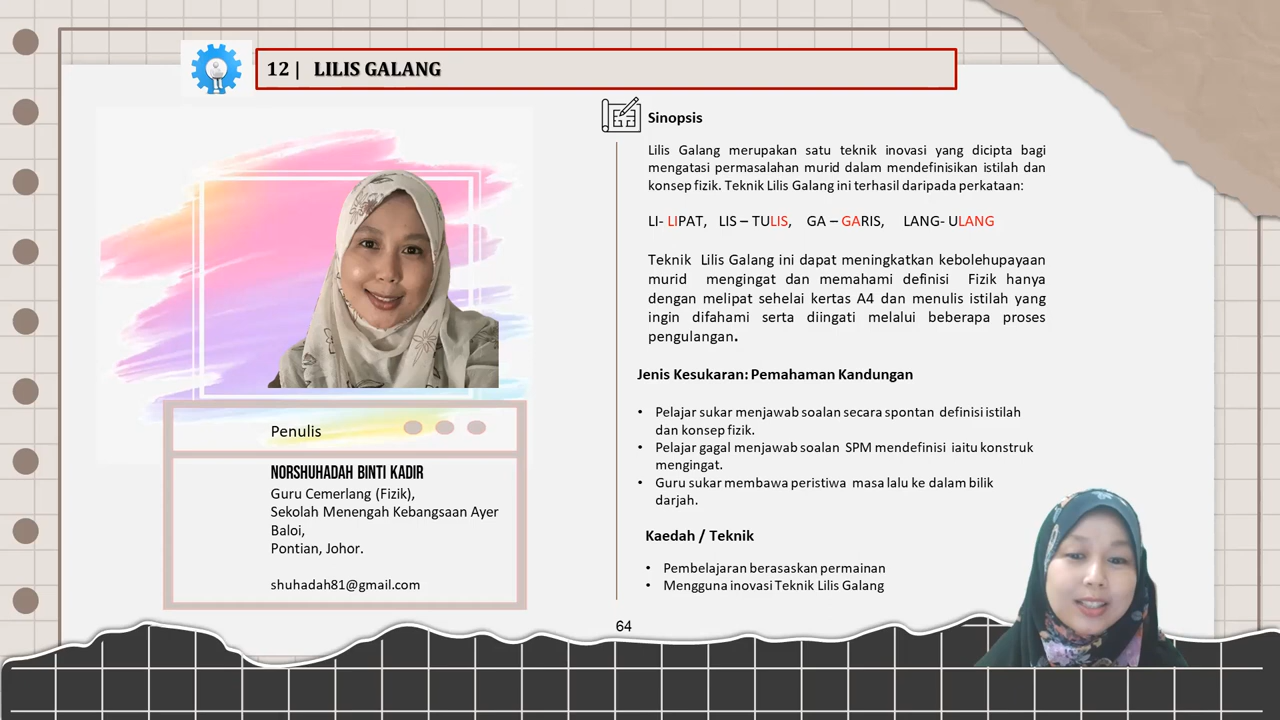 12 | LILIS GALANG
Penulis
NORSHUHADAH BINTI KADIR
Guru Cemerlang (Fizik),
Sekolah Menengah Kebangsaan Ayer
Baloi,
Pontian, Johor.
shuhadah81@gmail.com
Sinopsis
Lilis Galang merupakan satu teknik inovasi yang dicipta bagi
mengatasi permasalahan murid dalam mendefinisikan istilah dan
konsep fizik. Teknik Lilis Galang ini terhasil daripada perkataan:
LI- LIPAT, LIS – TULIS, GA – GARIS, LANG- ULANG
Teknik Lilis Galang ini dapat meningkatkan kebolehupayaan
murid mengingat dan memahami definisi Fizik hanya
dengan melipat sehelai kertas A4 dan menulis istilah yang
ingin difahami serta diingati melalui beberapa proses
pengulangan.
Jenis Kesukaran: Pemahaman Kandungan
• Pelajar sukar menjawab soalan secara spontan definisi istilah
dan konsep fizik.
• Pelajar gagal menjawab soalan SPM mendefinisi iaitu konstruk
mengingat.
• Guru sukar membawa peristiwa masa lalu ke dalam bilik
darjah.
Kaedah / Teknik
• Pembelajaran berasaskan permainan
• Mengguna inovasi Teknik Lilis Galang
64